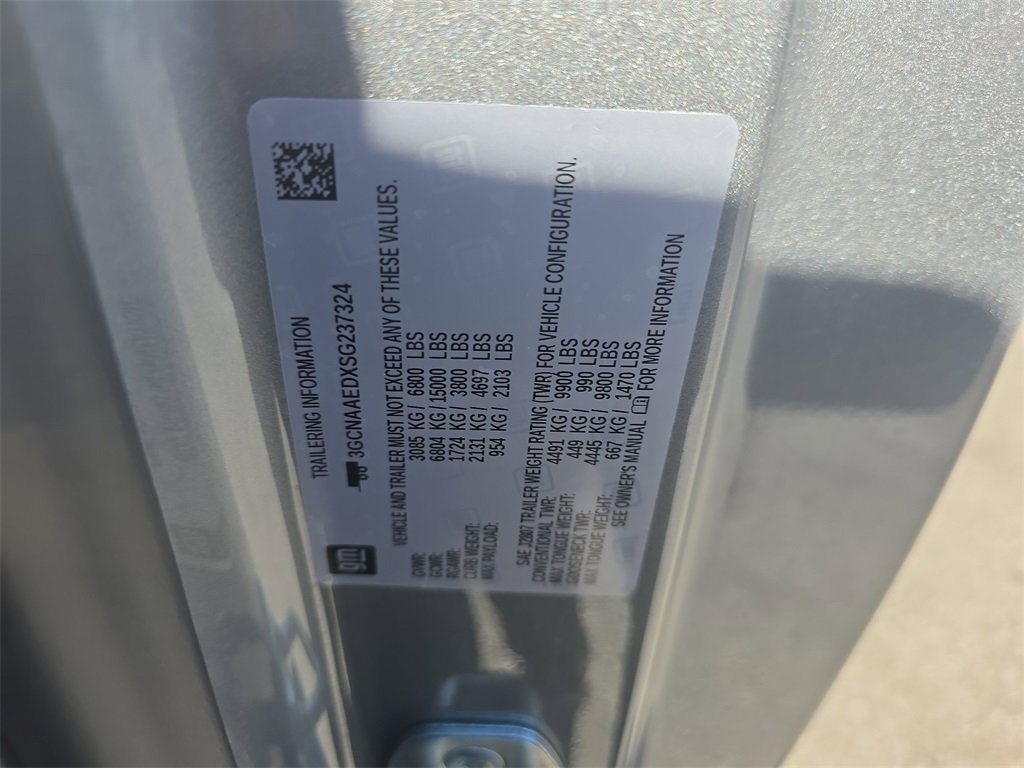 gm
TRAILERING INFORMATION
3GCNAAEDXSG237324
VEHICLE AND TRAILER MUST NOT EXCEED ANY OF THESE VALUES.
GVWR: 3085 KG / 6800 LBS
GCWR: 6804 KG / 15000 LBS
RGAWR: 1724 KG / 3800 LBS
CURB WEIGHT: 2131 KG / 4697 LBS
MAX PAYLOAD: 954 KG / 2103 LBS
SAE J2807 TRAILER WEIGHT RATING (TWR) FOR VEHICLE CONFIGURATION.
CONVENTIONAL TWR: 4491 KG / 9900 LBS
MAX TONGUE WEIGHT: 449 KG / 990 LBS
GOOSENECK TWR: 4445 KG / 9800 LBS
MAX TONGUE WEIGHT: 667 KG / 1470 LBS
SEE OWNER'S MANUAL FOR MORE INFORMATION